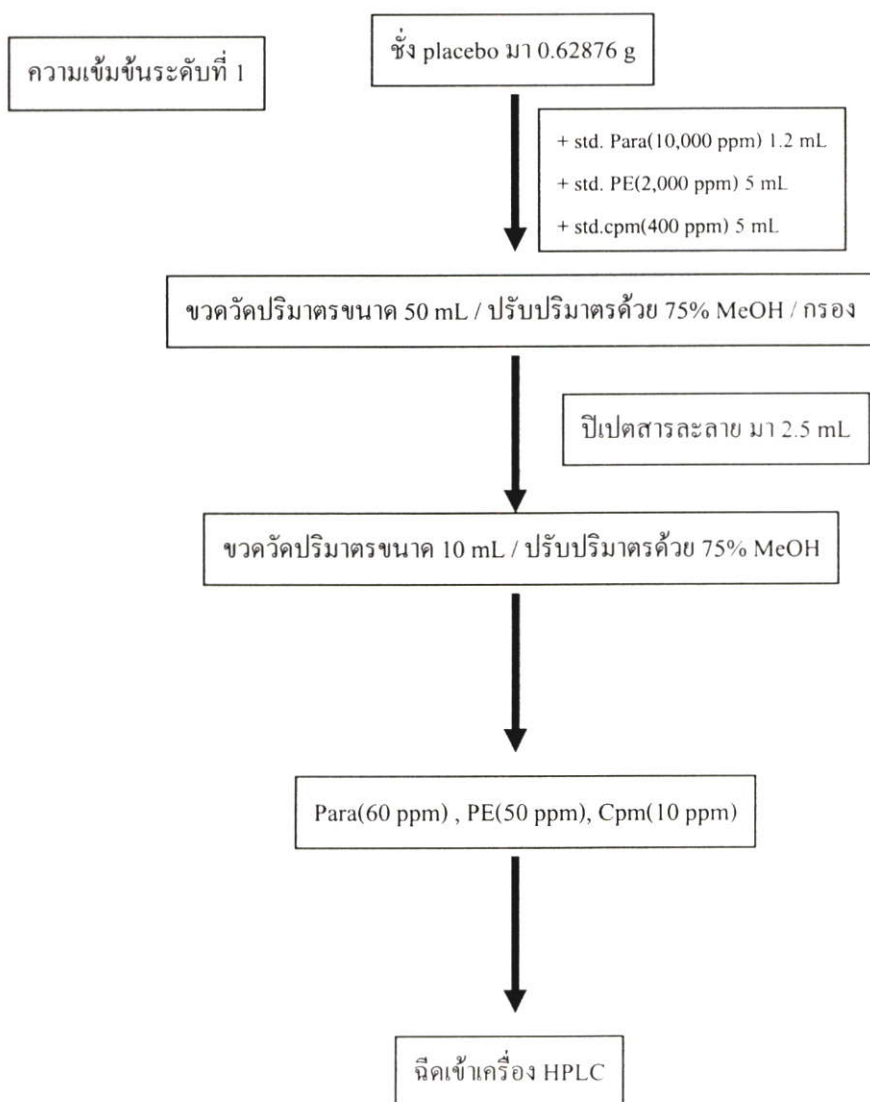 ความเข้มข้นระดับที่ 1
ชั่ง placebo มา 0.62876 g
+ std. Para(10,000 ppm) 1.2 mL
+ std. PE(2,000 ppm) 5 mL
+ std.cpm(400 ppm) 5 mL
ขวดวัดปริมาตรขนาด 50 mL / ปรับปริมาตรด้วย 75% MeOH / กรอง
ปิเปตสารละลาย มา 2.5 mL
ขวดวัดปริมาตรขนาด 10 mL / ปรับปริมาตรด้วย 75% MeOH
Para(60 ppm) , PE(50 ppm), Cpm(10 ppm)
ฉีดเข้าเครื่อง HPLC